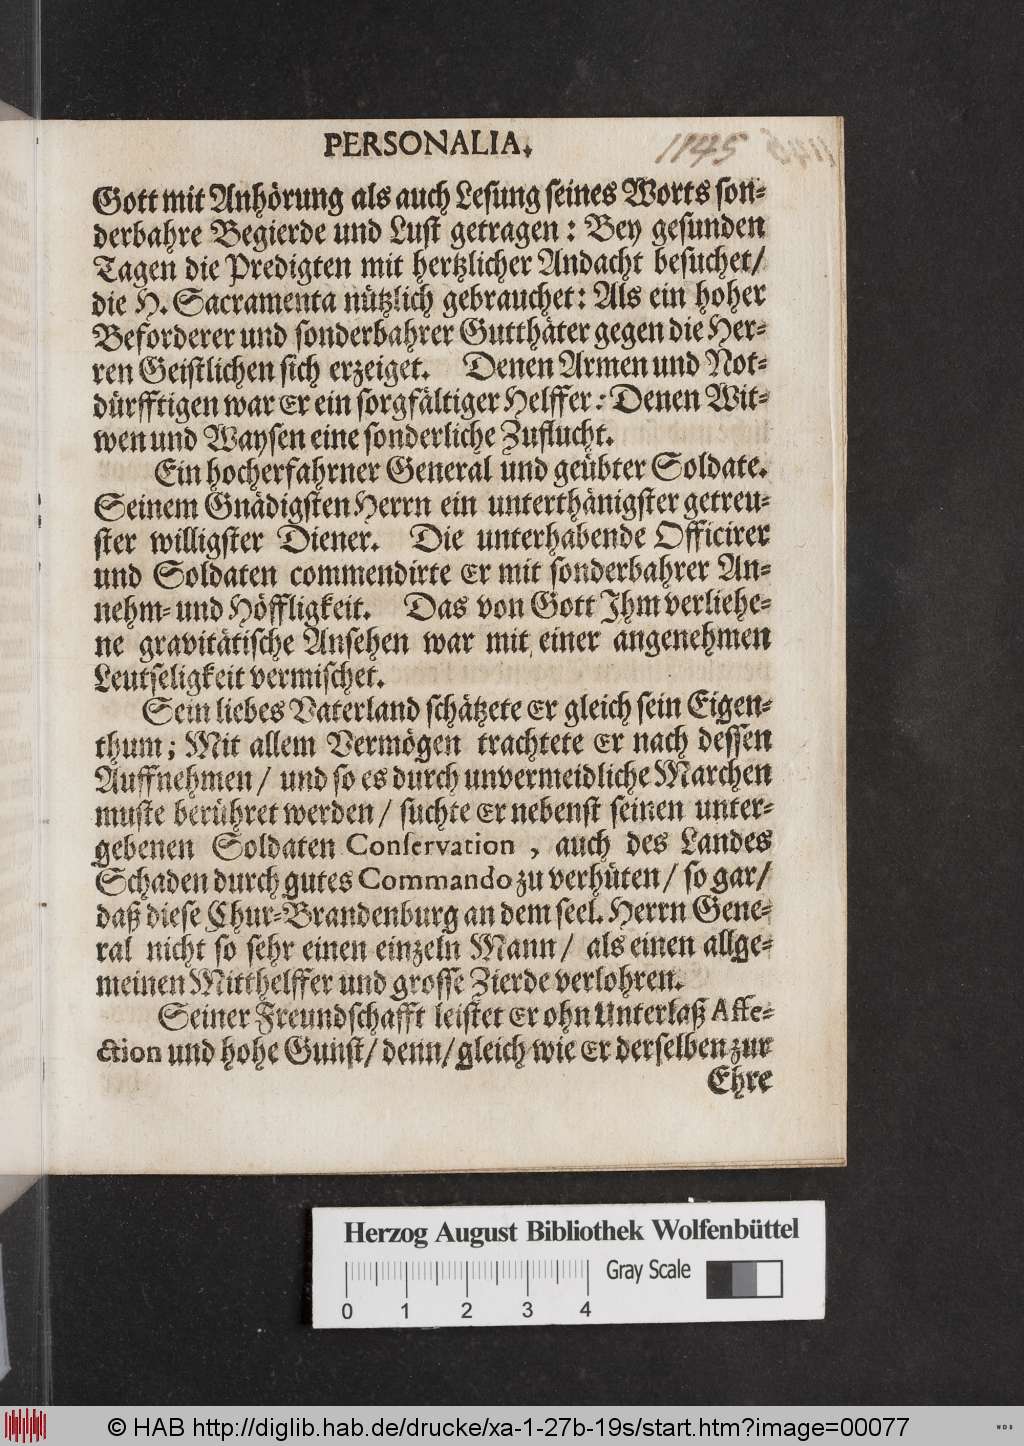 PERSONALIA.
1145
Gott mit Anhörung als auch Lesung seines Worts son-
derbahre Begierde und Lust getragen: Bey gesunden
Tagen die Predigten mit hertzlicher Andacht besuchet/
die H. Sacramenta nützlich gebrauchet: Als ein hoher
Beforderer und sonderbahrer Gutthäter gegen die Her-
ren Geistlichen sich erzeiget. Denen Armen und Not-
dürfftigen war Er ein sorgfältiger Helffer: Denen Wit-
wen und Waysen eine sonderliche Zuflucht.
Ein hocherfahrner General und geübter Soldate.
Seinem Gnädigsten Herrn ein unterthänigster getreu-
ster willigster Diener. Die unterhabende Officirer
und Soldaten commendirte Er mit sonderbahrer An-
nehm- und Höffligkeit. Das von Gott Ihm verliehe-
ne gravitätische Ansehen war mit einer angenehmen
Leutseligkeit vermischet.
Sein liebes Vaterland schätzete Er gleich sein Eigen-
thum; Mit allem Vermögen trachtete Er nach dessen
Auffnehmen/ und so es durch unvermeidliche Marchen
muste berühret werden/ suchte Er nebenst seinen unter-
gebenen Soldaten Conservation, auch des Landes
Schaden durch gutes Commando zu verhüten/ so gar/
daß diese Chur-Brandenburg an dem seel. Herrn Gene-
ral nicht so sehr einen einzeln Mann/ als einen allge-
meinen Mitthelffer und grosse Zierde verlohren.
Seiner Freundschafft leistet Er ohn Unterlaß Affe-
ction und hohe Gunst/ denn/ gleich wie Er derselben zur
Ehre
Herzog August Bibliothek Wolfenbüttel
Gray Scale
0 1 2 3 4
© HAB http://diglib.hab.de/drucke/xa-1-27b-19s/start.htm?image=00077